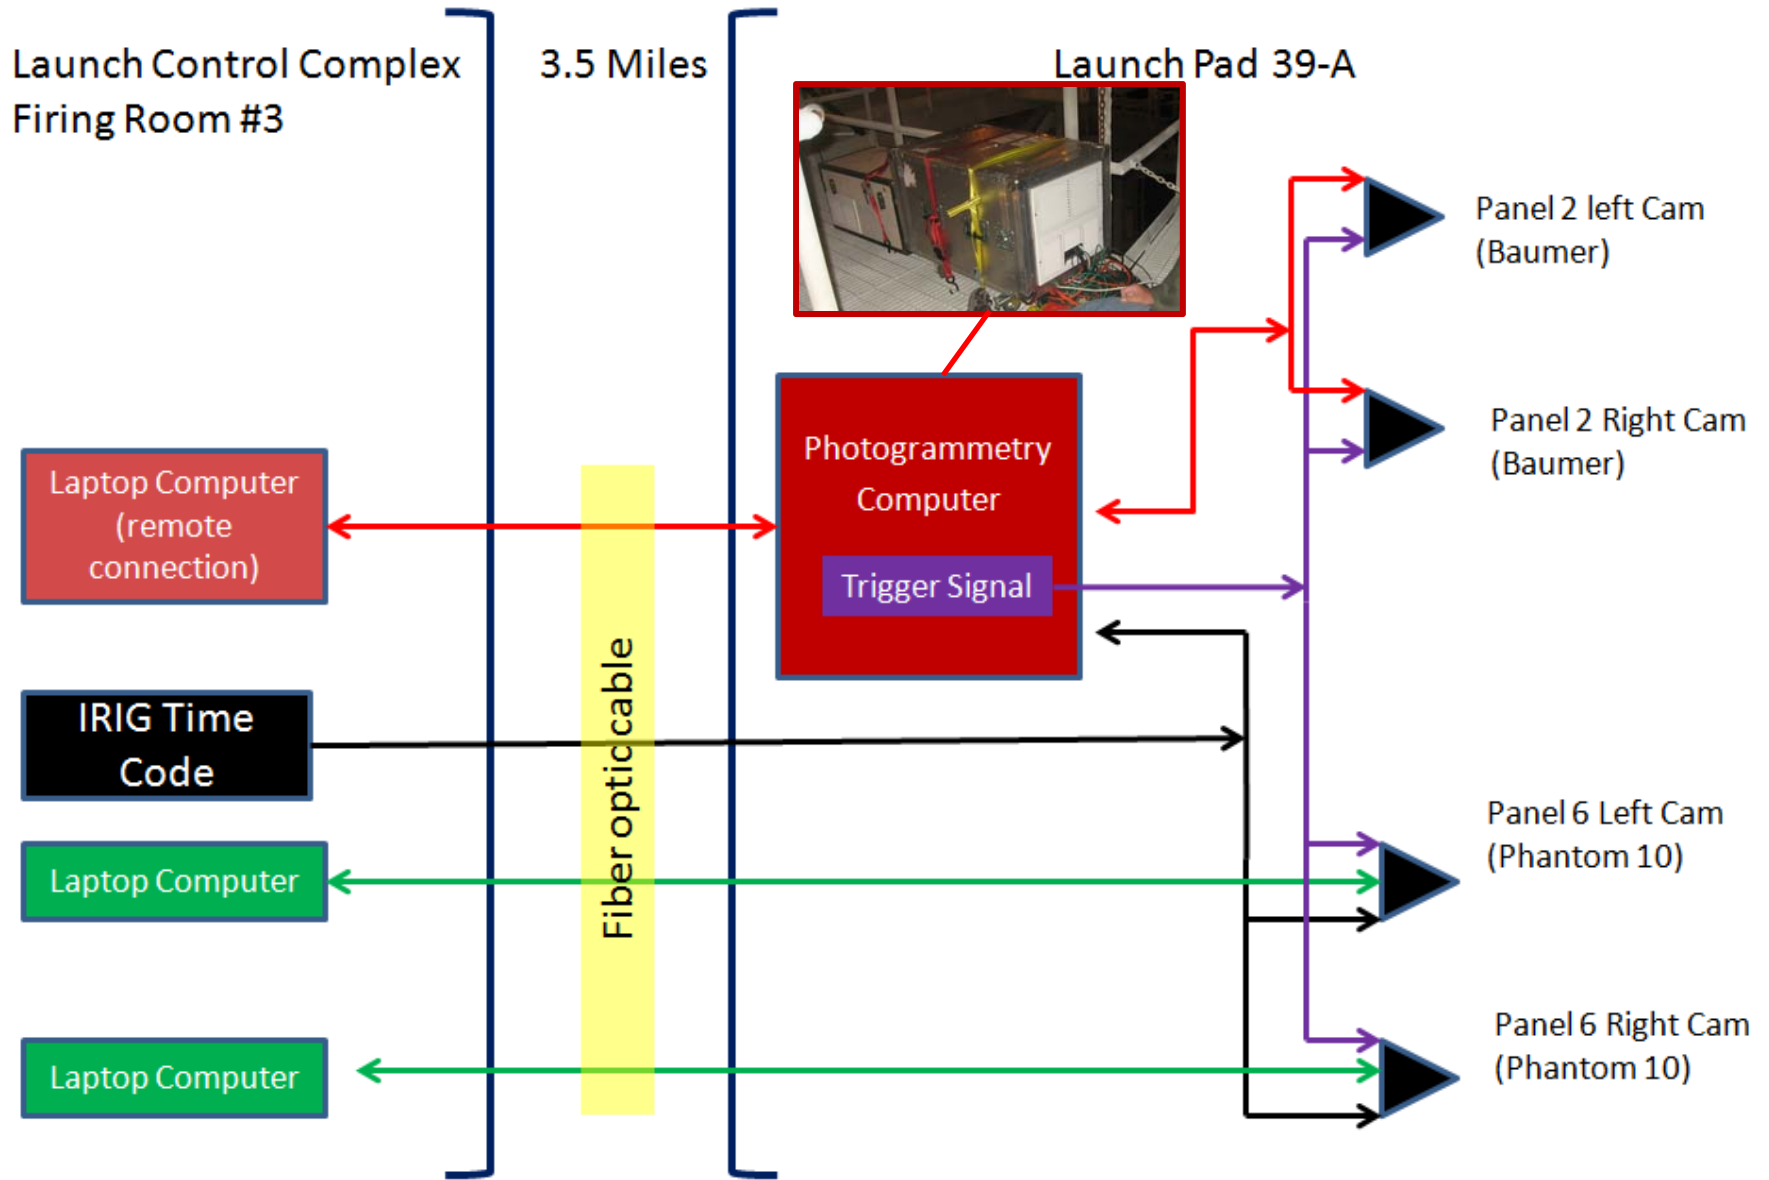 Launch Control Complex
Firing Room #3
3.5 Miles
Launch Pad 39-A
Panel 2 left Cam
(Baumer)
Panel 2 Right Cam
(Baumer)
Photogrammetry
Computer
Trigger Signal
Laptop Computer
(remote
connection)
Fiber optic cable
IRIG Time
Code
Laptop Computer
Laptop Computer
Panel 6 Left Cam
(Phantom 10)
Panel 6 Right Cam
(Phantom 10)